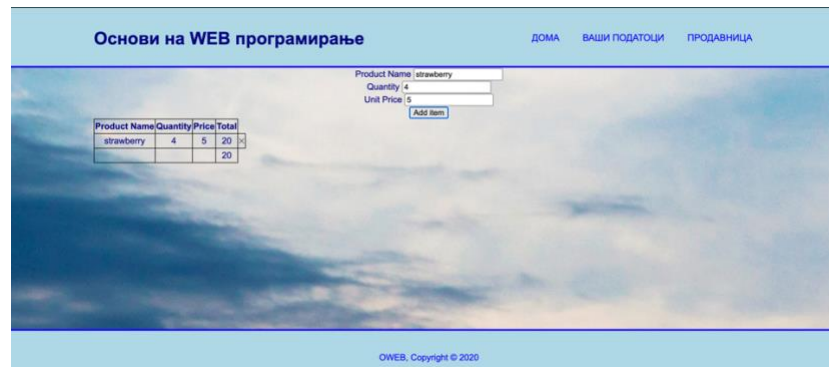 Основи на WEB програмирање
ДОМА ВАШИ ПОДАТОЦИ ПРОДАВНИЦА
Product Name strawberry
Quantity 4
Unit Price 5
Add item
Product Name Quantity Price Total
strawberry 4 5 20 ×
20
OWEB, Copyright © 2020